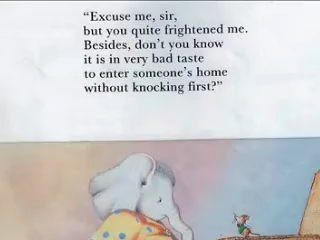 “Excuse me, sir,
but you quite frightened me.
Besides, don’t you know
it is in very bad taste
to enter someone’s home
without knocking first?”